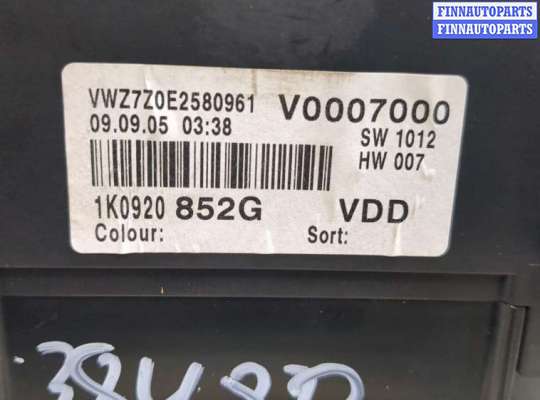 FINNAUTOPARTS
FINNAUTOPARTS
VWZ7Z0E2580961 V0007000
09.09.05 03:38 SW 1012
HW 007
1K0920 852G VDD
Colour: Sort: